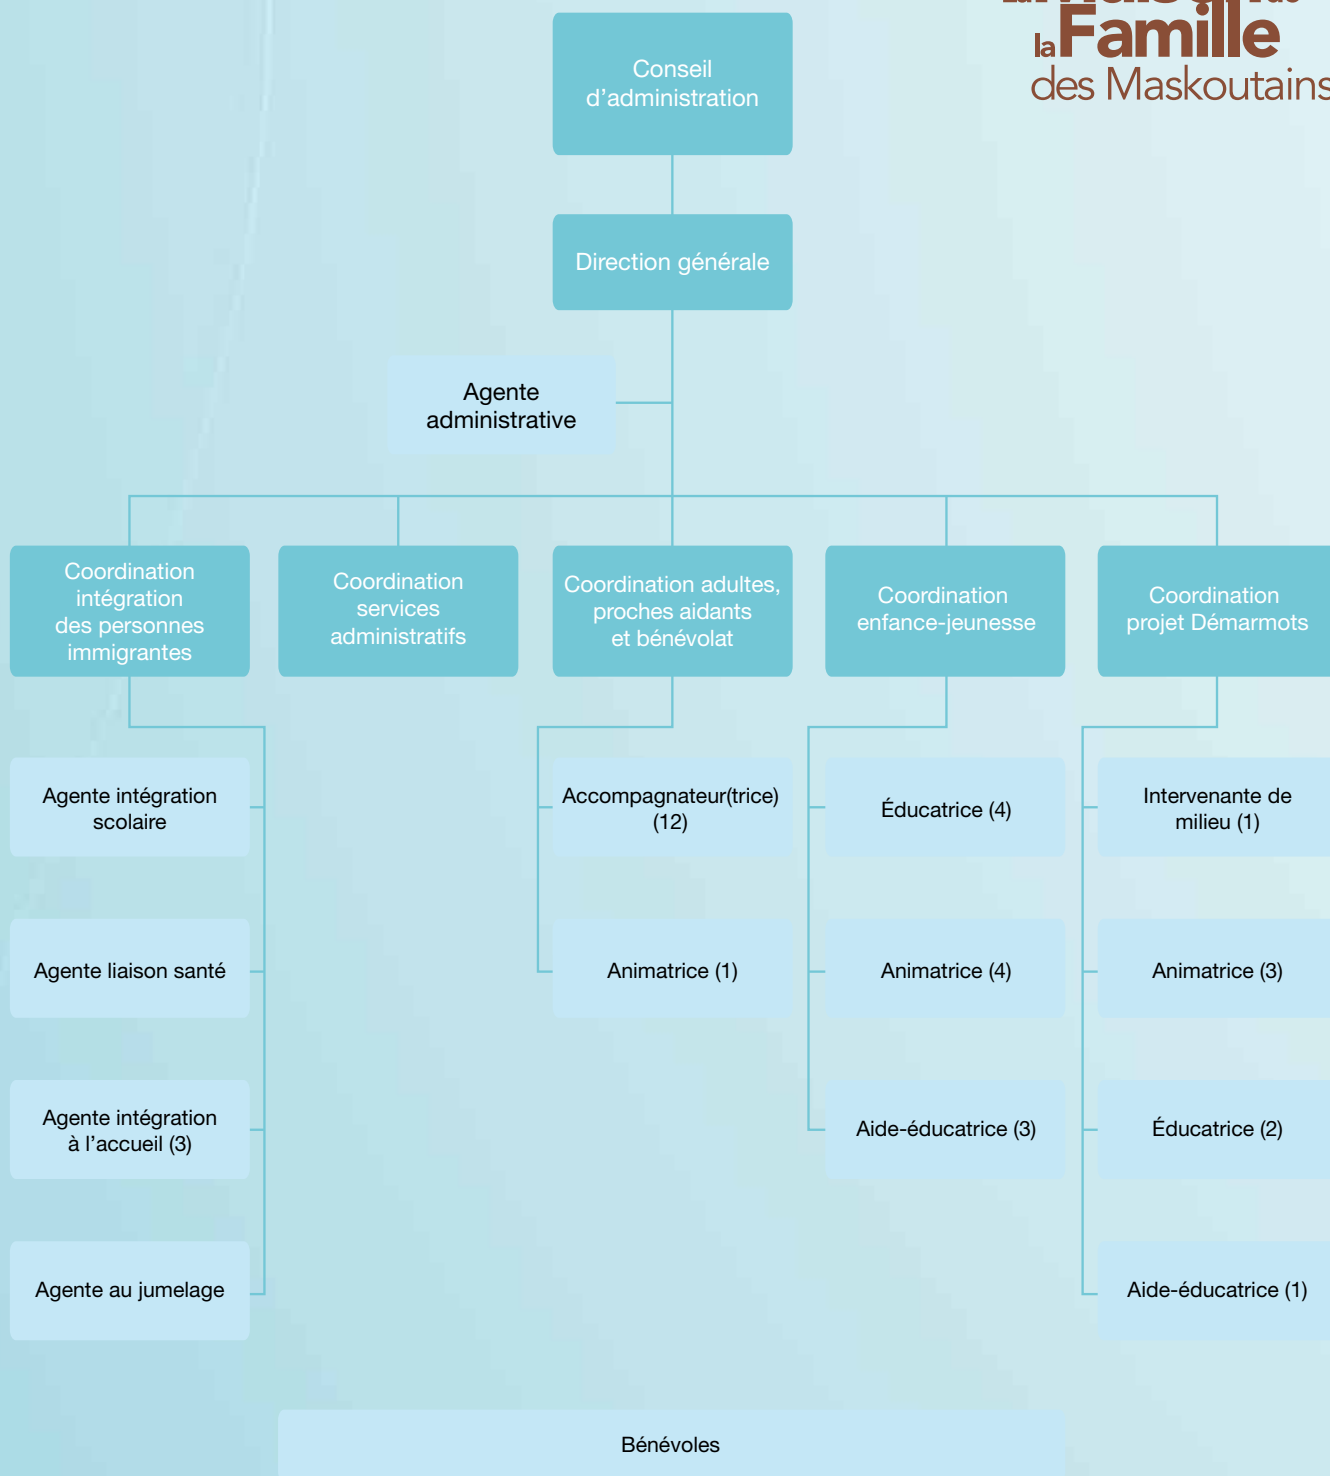 la Famille
des Maskoutains
Conseil
d’administration
Direction générale
Agente
administrative
Coordination
intégration
des personnes
immigrantes
Coordination
services
administratifs
Coordination adultes,
proches aidants
et bénévolat
Coordination
enfance-jeunesse
Coordination
projet Démarmots
Agente intégration
scolaire
Agente liaison santé
Agente intégration
à l’accueil (3)
Agente au jumelage
Accompagnateur(trice)
(12)
Animatrice (1)
Éducatrice (4)
Animatrice (4)
Aide-éducatrice (3)
Intervenante de
milieu (1)
Animatrice (3)
Éducatrice (2)
Aide-éducatrice (1)
Bénévoles